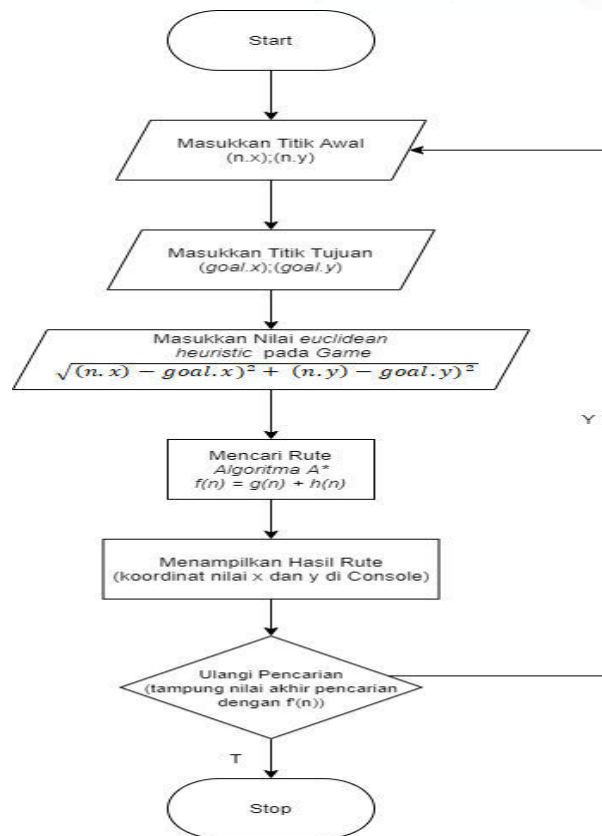 Start
Masukkan Titik Awal
(n.x);(n.y)
Masukkan Titik Tujuan
(goal.x);(goal.y)
Masukkan Nilai euclidean
heuristic pada Game
√(n.x) − goal.x)² + (n.y) − goal.y)²
Y
Mencari Rute
Algoritma A*
f(n) = g(n) + h(n)
Menampilkan Hasil Rute
(koordinat nilai x dan y di Console)
Ulangi Pencarian
(tampung nilai akhir pencarian
dengan f'(n))
T
Stop